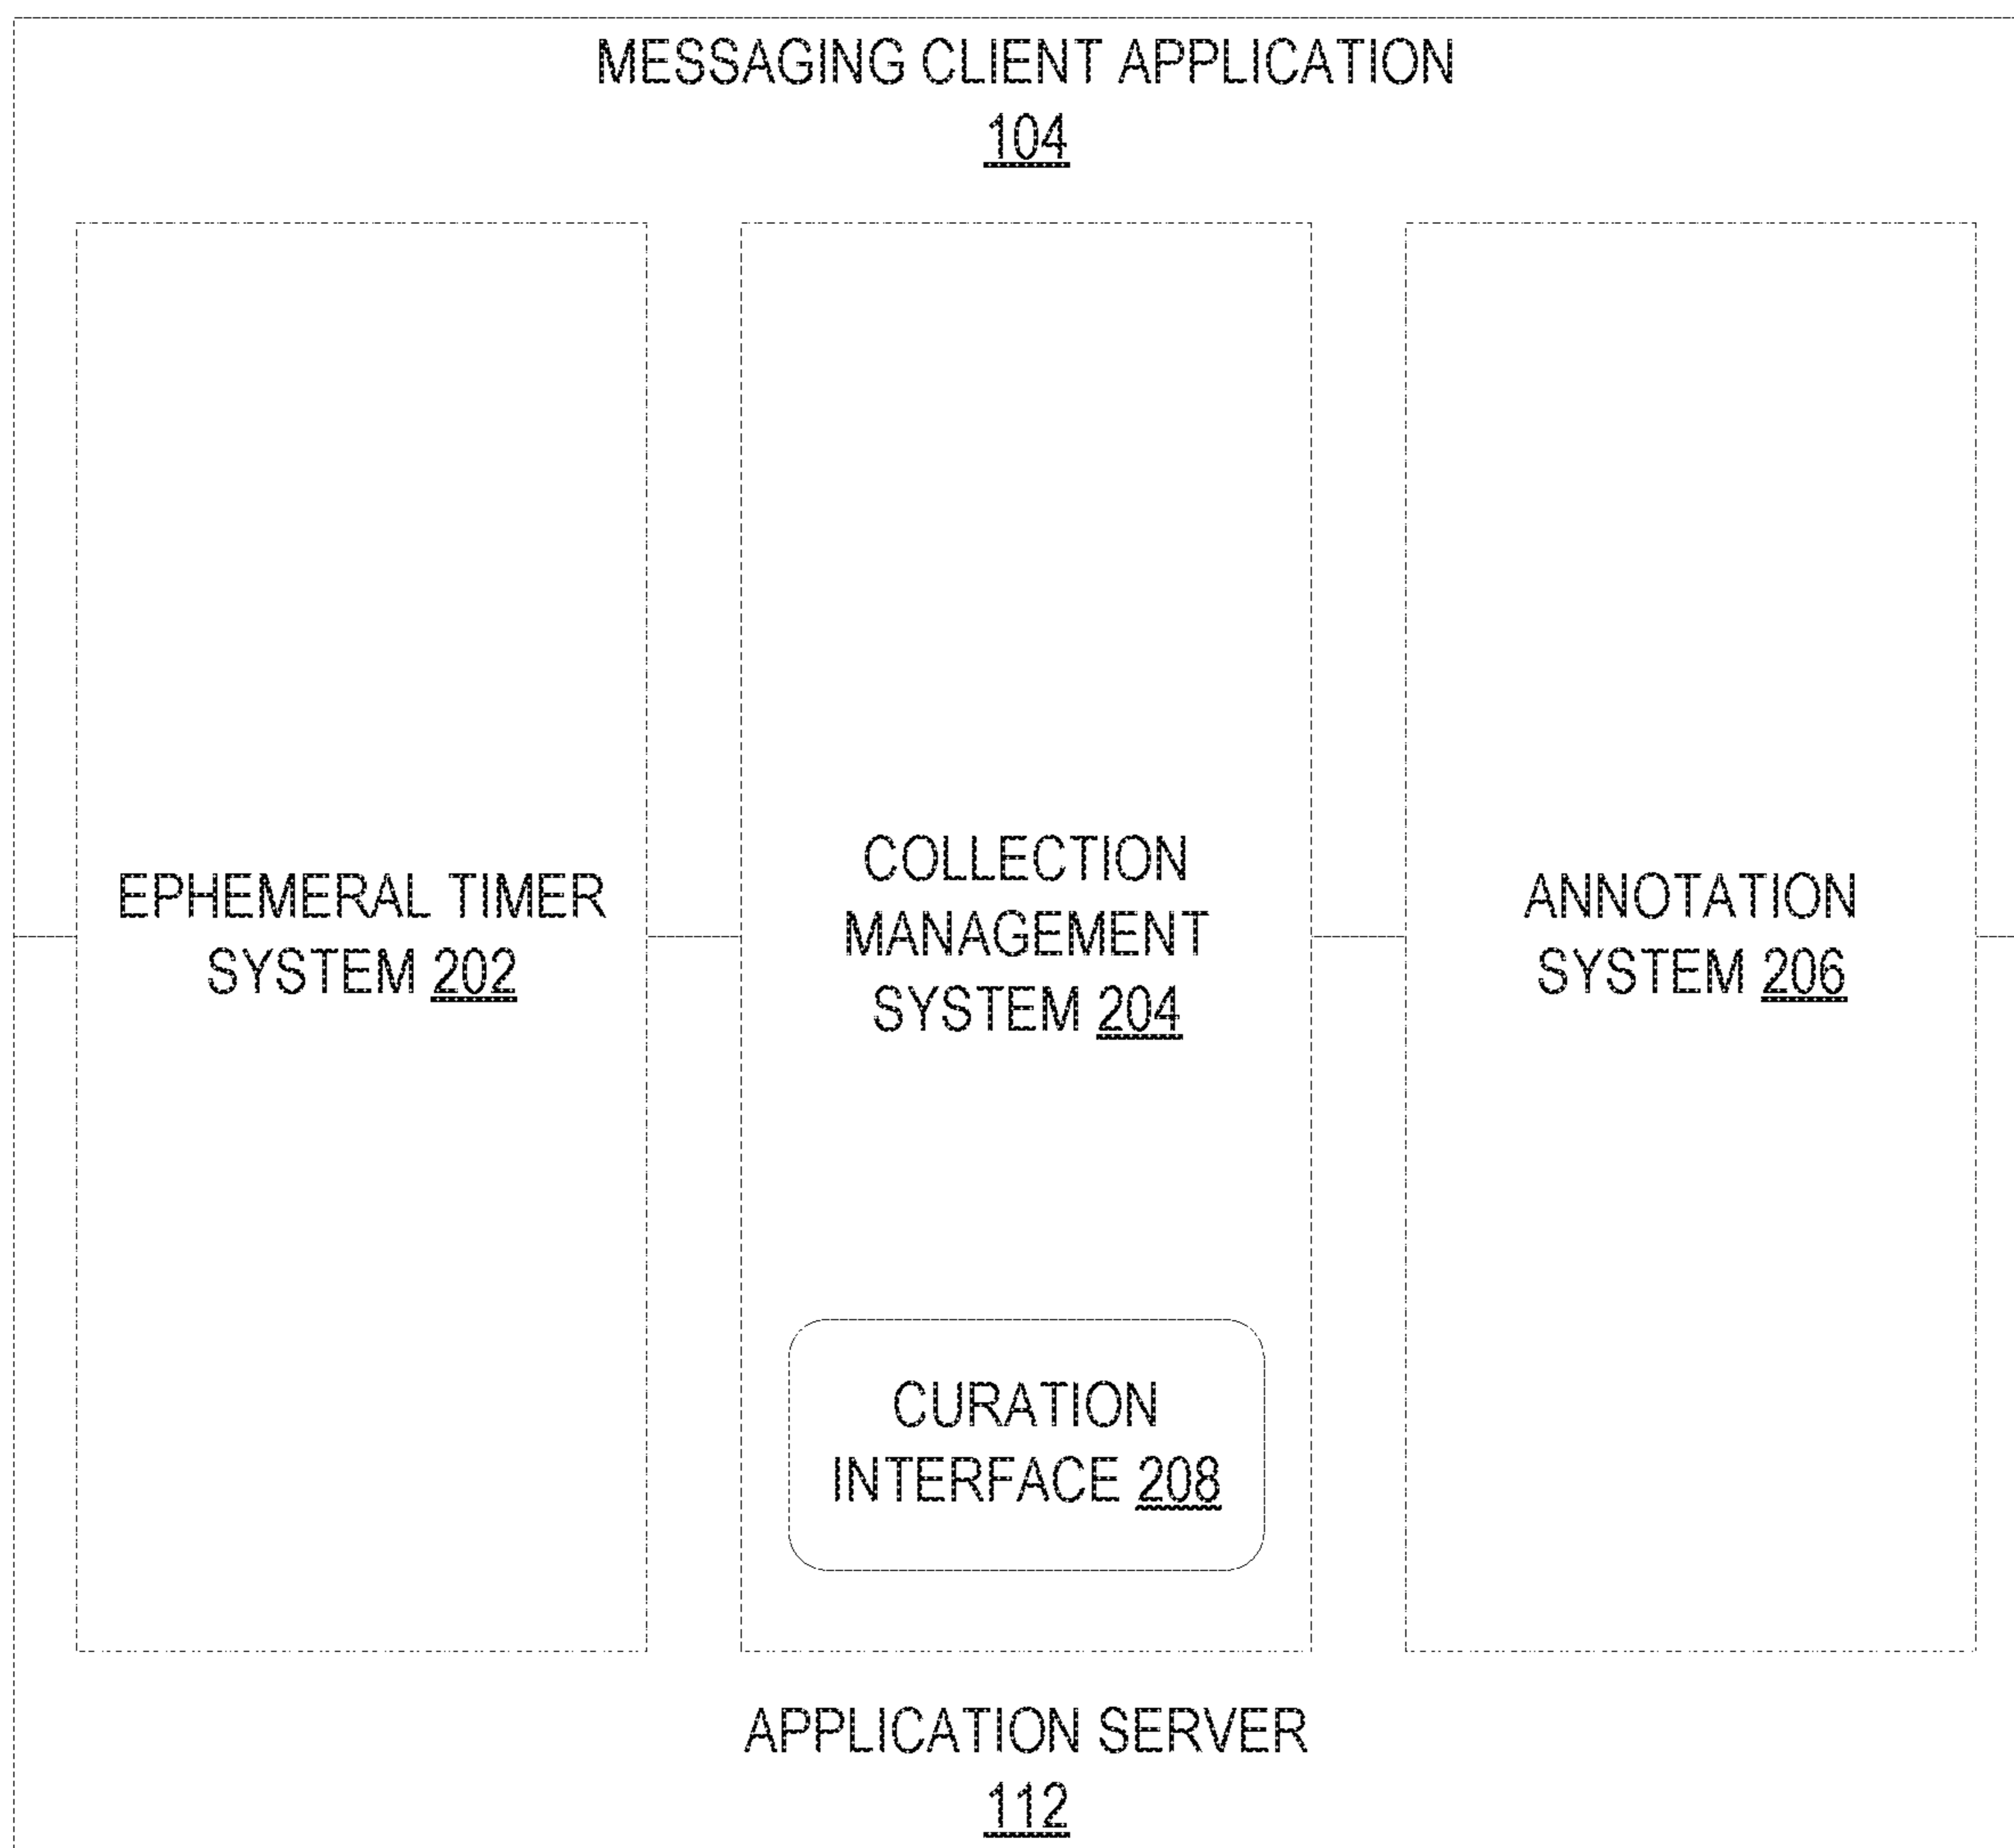 MESSAGING CLIENT APPLICATION
104
EPHEMERAL TIMER
SYSTEM 202
COLLECTION
MANAGEMENT
SYSTEM 204
ANNOTATION
SYSTEM 206
CURATION
INTERFACE 208
APPLICATION SERVER
112